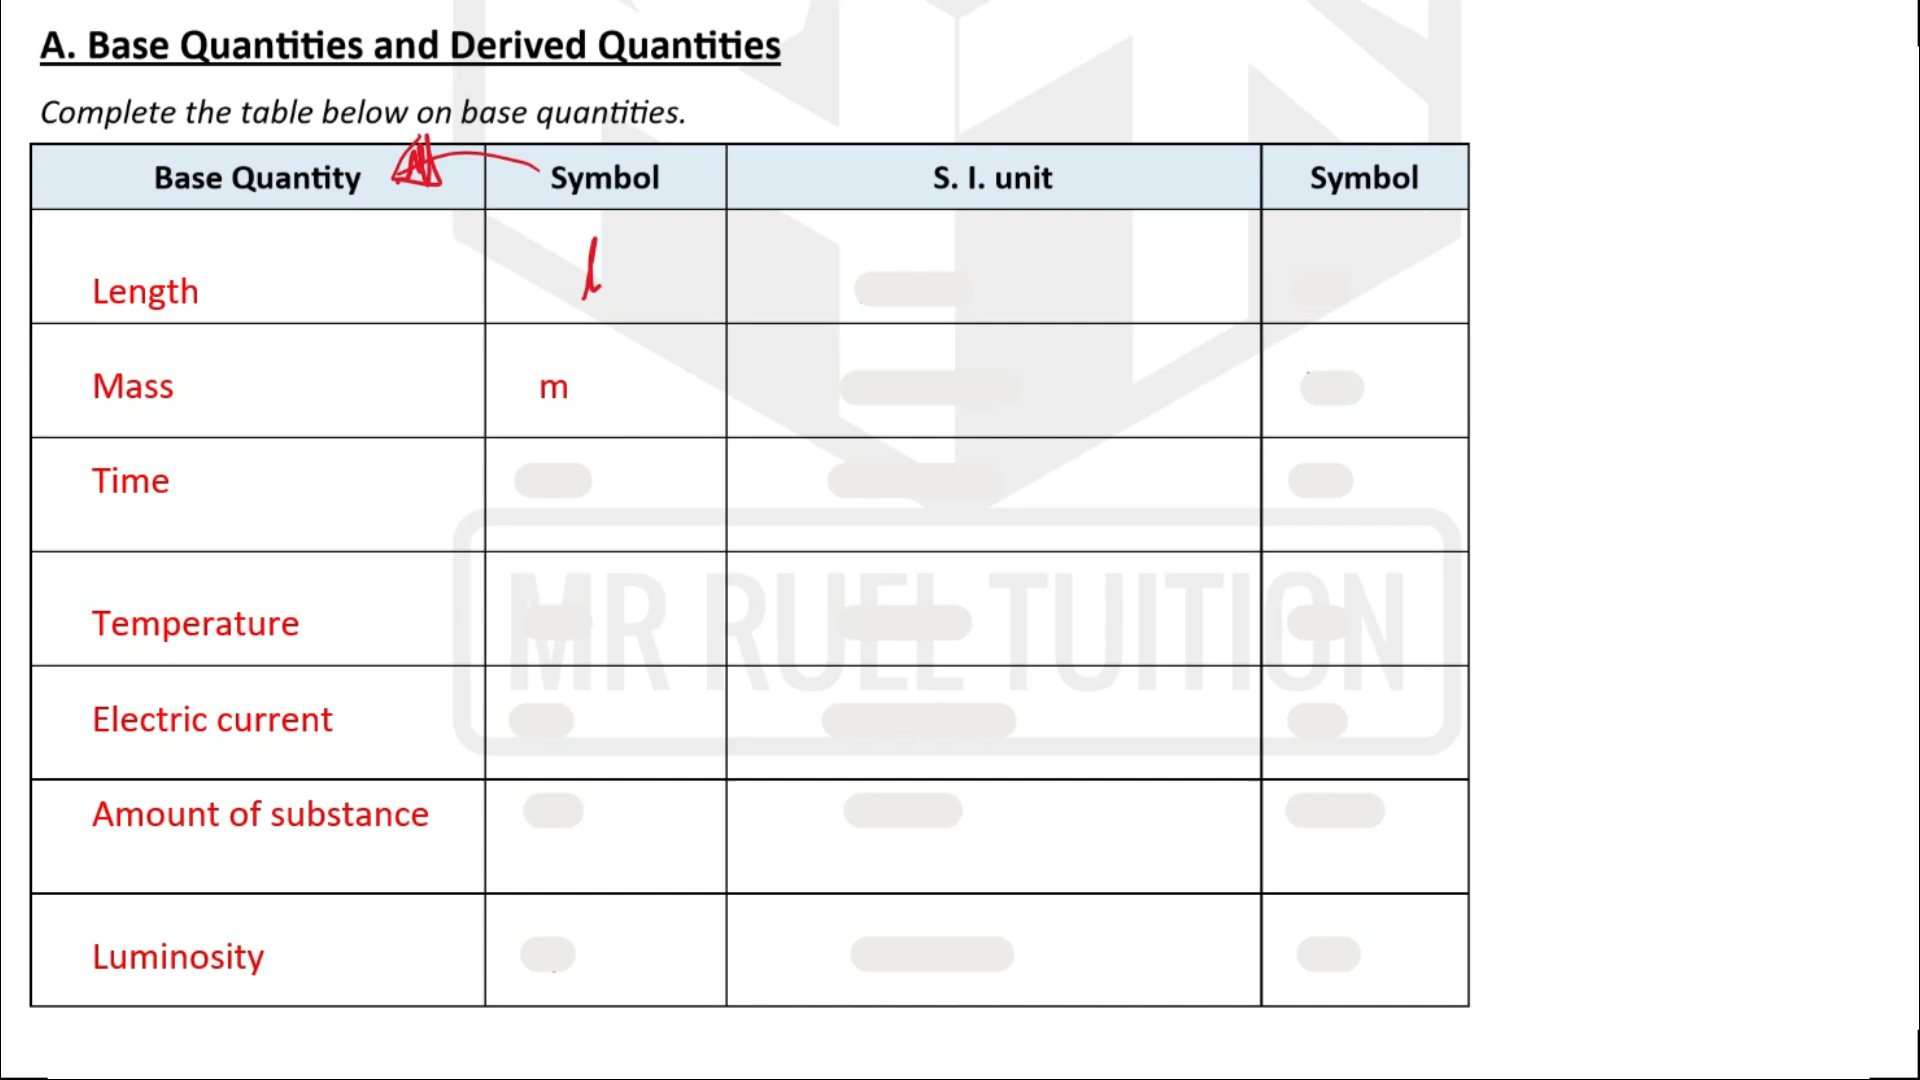 A. Base Quantities and Derived Quantities
Complete the table below on base quantities.
Base Quantity Symbol S. I. unit Symbol
Length l
Mass m
Time
Temperature
MR RUEL TUITION
Electric current
Amount of substance
Luminosity